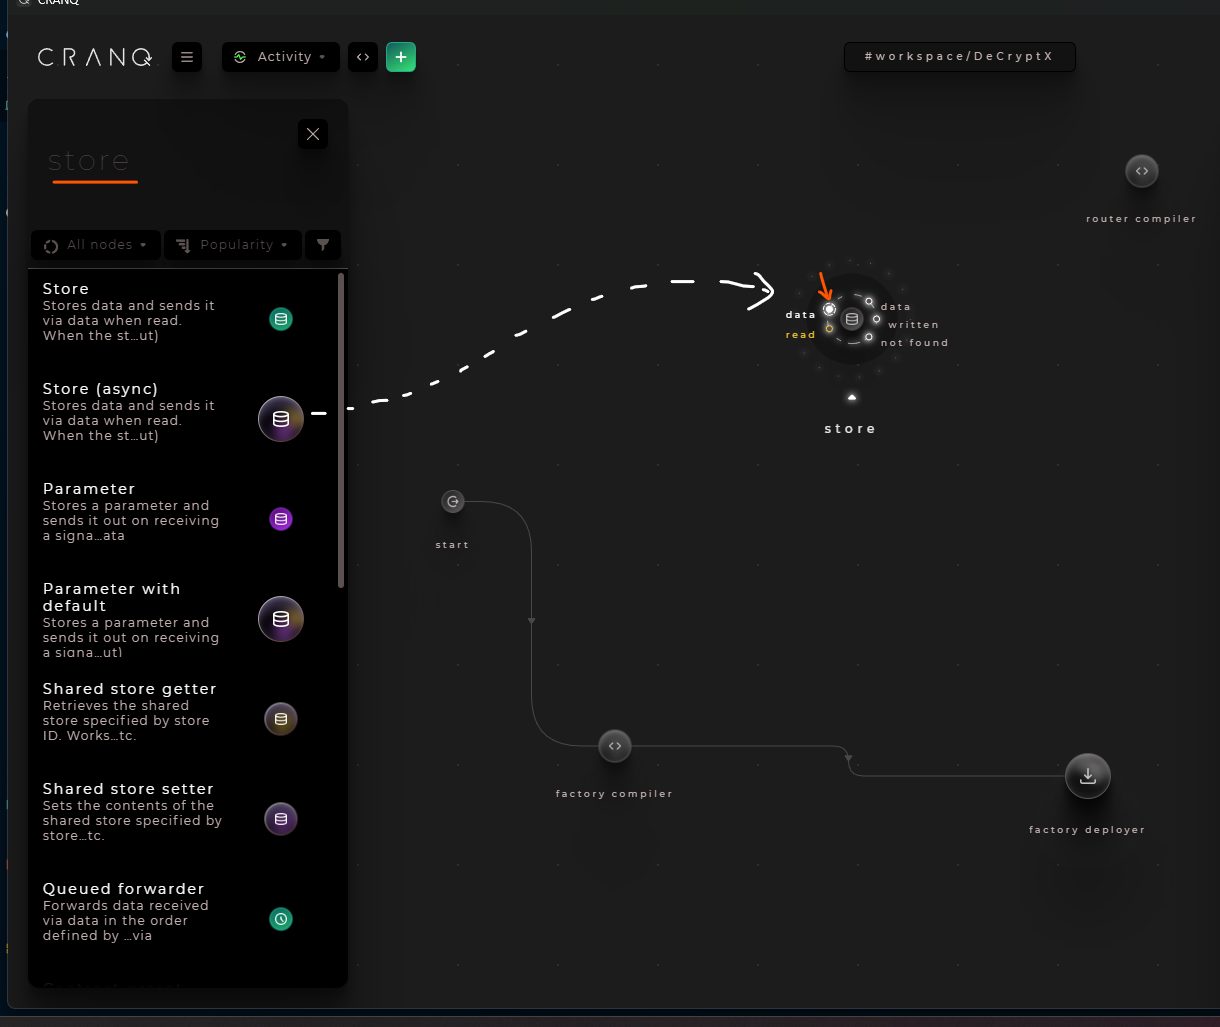 CRANQ
CRANQ
Activity
#workspace/DeCryptX
store
All nodes
Popularity
Store
Stores data and sends it
via data when read.
When the st...ut)
Store (async)
Stores data and sends it
via data when read.
When the st...ut)
Parameter
Stores a parameter and
sends it out on receiving
a signa...ata
Parameter with
default
Stores a parameter and
sends it out on receiving
a signa...ut)
Shared store getter
Retrieves the shared
store specified by store
ID. Works...tc.
Shared store setter
Sets the contents of the
shared store specified by
store...tc.
Queued forwarder
Forwards data received
via data in the order
defined by ...via
router compiler
data
read
data
written
not found
store
start
factory compiler
factory deployer